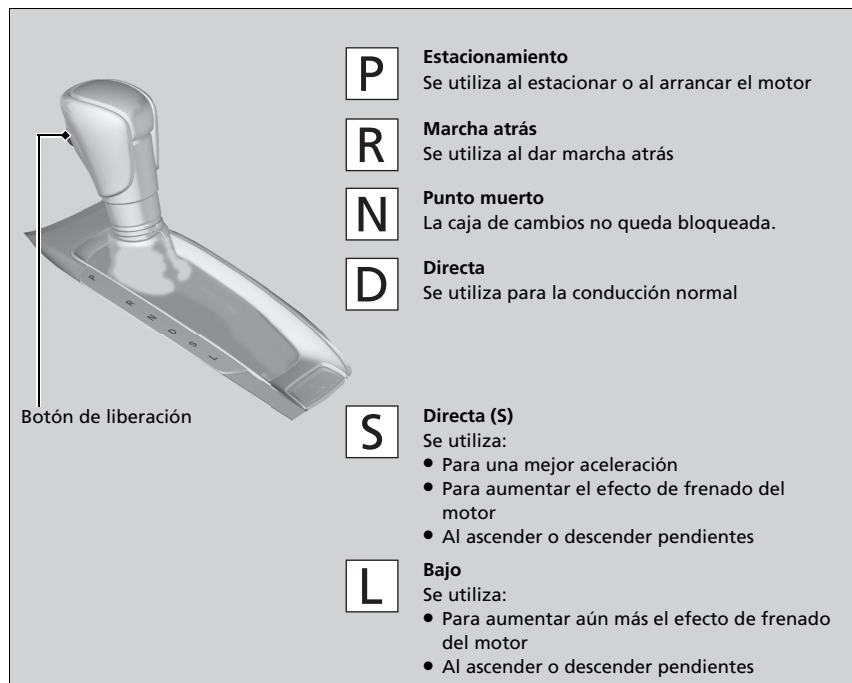 P
Estacionamiento
Se utiliza al estacionar o al arrancar el motor
R
Marcha atrás
Se utiliza al dar marcha atrás
N
Punto muerto
La caja de cambios no queda bloqueada.
D
Directa
Se utiliza para la conducción normal
P R N D S L
Botón de liberación
S
Directa (S)
Se utiliza:
● Para una mejor aceleración
● Para aumentar el efecto de frenado del
motor
● Al ascender o descender pendientes
L
Bajo
Se utiliza:
● Para aumentar aún más el efecto de frenado
del motor
● Al ascender o descender pendientes